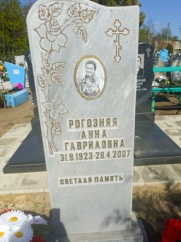 РОГОЗНЯЯ
АННА
ГАВРИЛОВНА
31.8.1923-28.4.2007
СВЕТЛАЯ ПАМЯТЬ